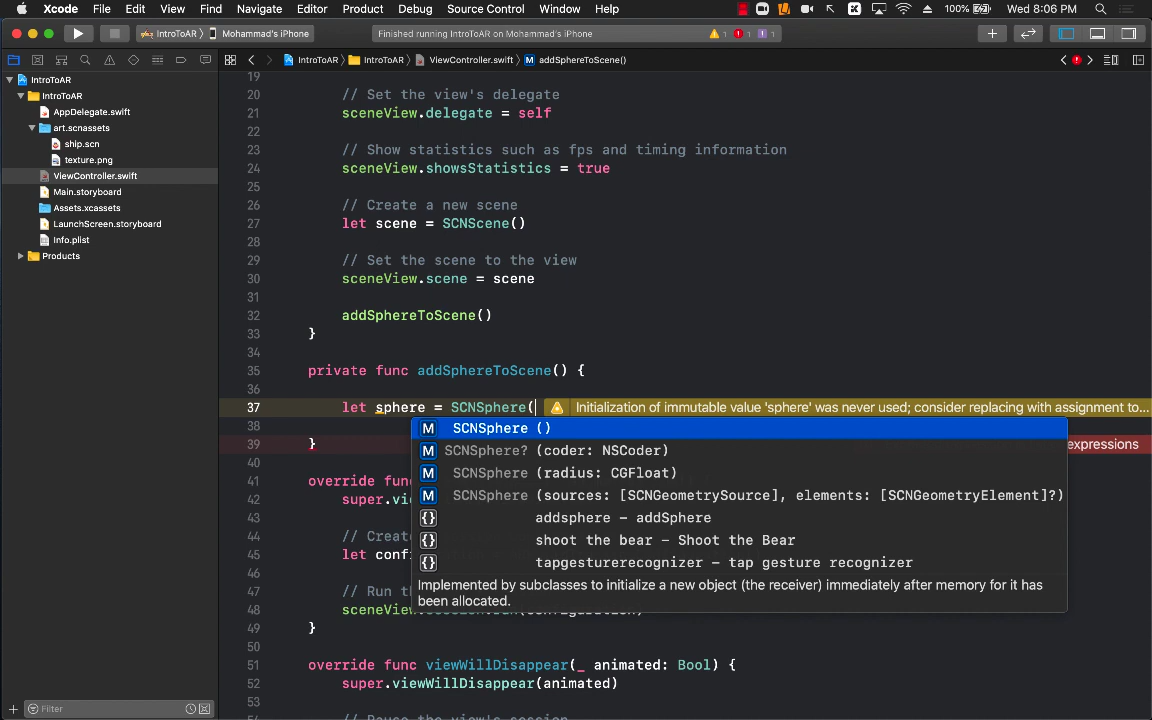 Xcode File Edit View Find Navigate Editor Product Debug Source Control Window Help 100% Wed 8:06 PM
IntroToAR Mohammad's iPhone Finished running IntroToAR on Mohammad's iPhone 1 1 1
IntroToAR IntroToAR ViewController.swift M addSphereToScene()
IntroToAR
IntroToAR
AppDelegate.swift
art.scnassets
ship.scn
texture.png
ViewController.swift
Main.storyboard
Assets.xcassets
LaunchScreen.storyboard
Info.plist
Products
19
20 // Set the view's delegate
21 sceneView.delegate = self
22
23 // Show statistics such as fps and timing information
24 sceneView.showsStatistics = true
25
26 // Create a new scene
27 let scene = SCNScene()
28
29 // Set the scene to the view
30 sceneView.scene = scene
31
32 addSphereToScene()
33 }
34
35 private func addSphereToScene() {
36
37 let sphere = SCNSphere( Initialization of immutable value 'sphere' was never used; consider replacing with assignment to...
38
39 } expressions
40
41 override func
42 super.vi
43
44 // Creat
45 let conf
46
47 // Run th
48
49 }
50
51 override func viewWillDisappear(_ animated: Bool) {
52 super.viewWillDisappear(animated)
53
M SCNSphere ()
M SCNSphere? (coder: NSCoder)
M SCNSphere (radius: CGFloat)
M SCNSphere (sources: [SCNGeometrySource], elements: [SCNGeometryElement]?)
{} addsphere – addSphere
{} shoot the bear – Shoot the Bear
{} tapgesturerecognizer – tap gesture recognizer
Implemented by subclasses to initialize a new object (the receiver) immediately after memory for it has
been allocated.
Filter